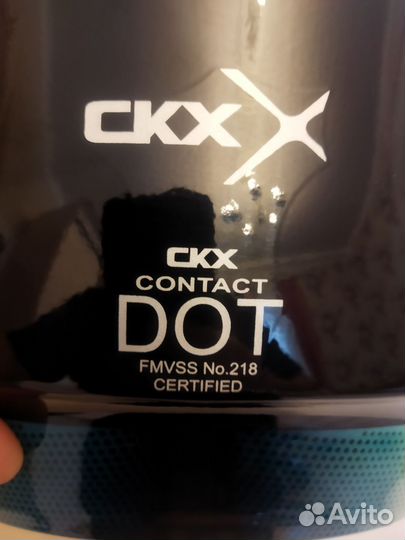 CKX
CKX
CONTACT
DOT
FMVSS No.218
CERTIFIED
Avito